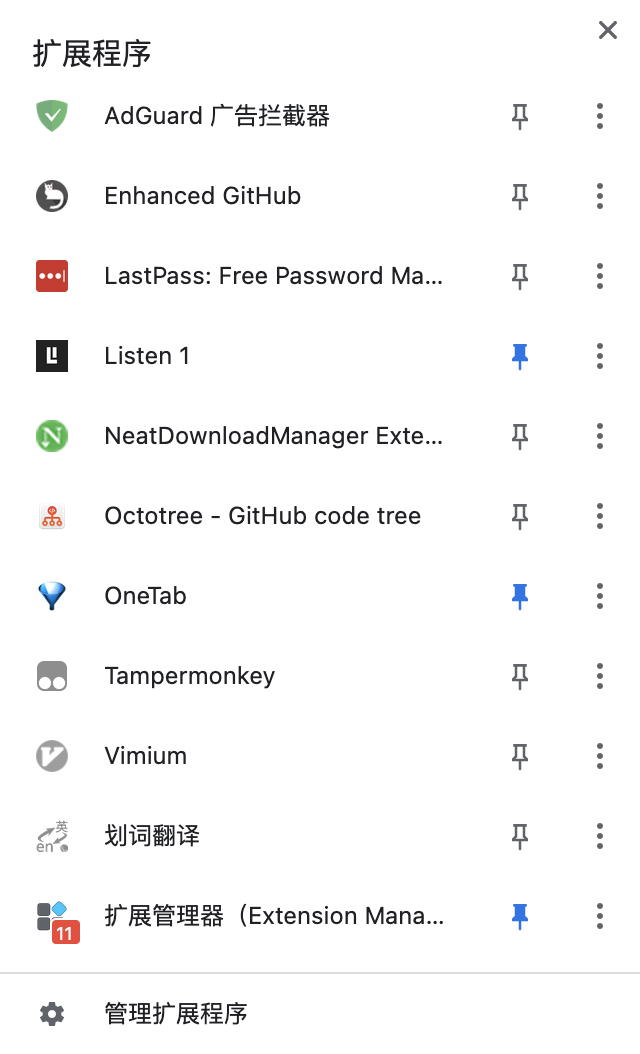 扩展程序
AdGuard 广告拦截器
Enhanced GitHub
LastPass: Free Password Ma...
Listen 1
NeatDownloadManager Exte...
Octotree - GitHub code tree
OneTab
Tampermonkey
Vimium
英
en
划词翻译
扩展管理器（Extension Mana...
11
管理扩展程序